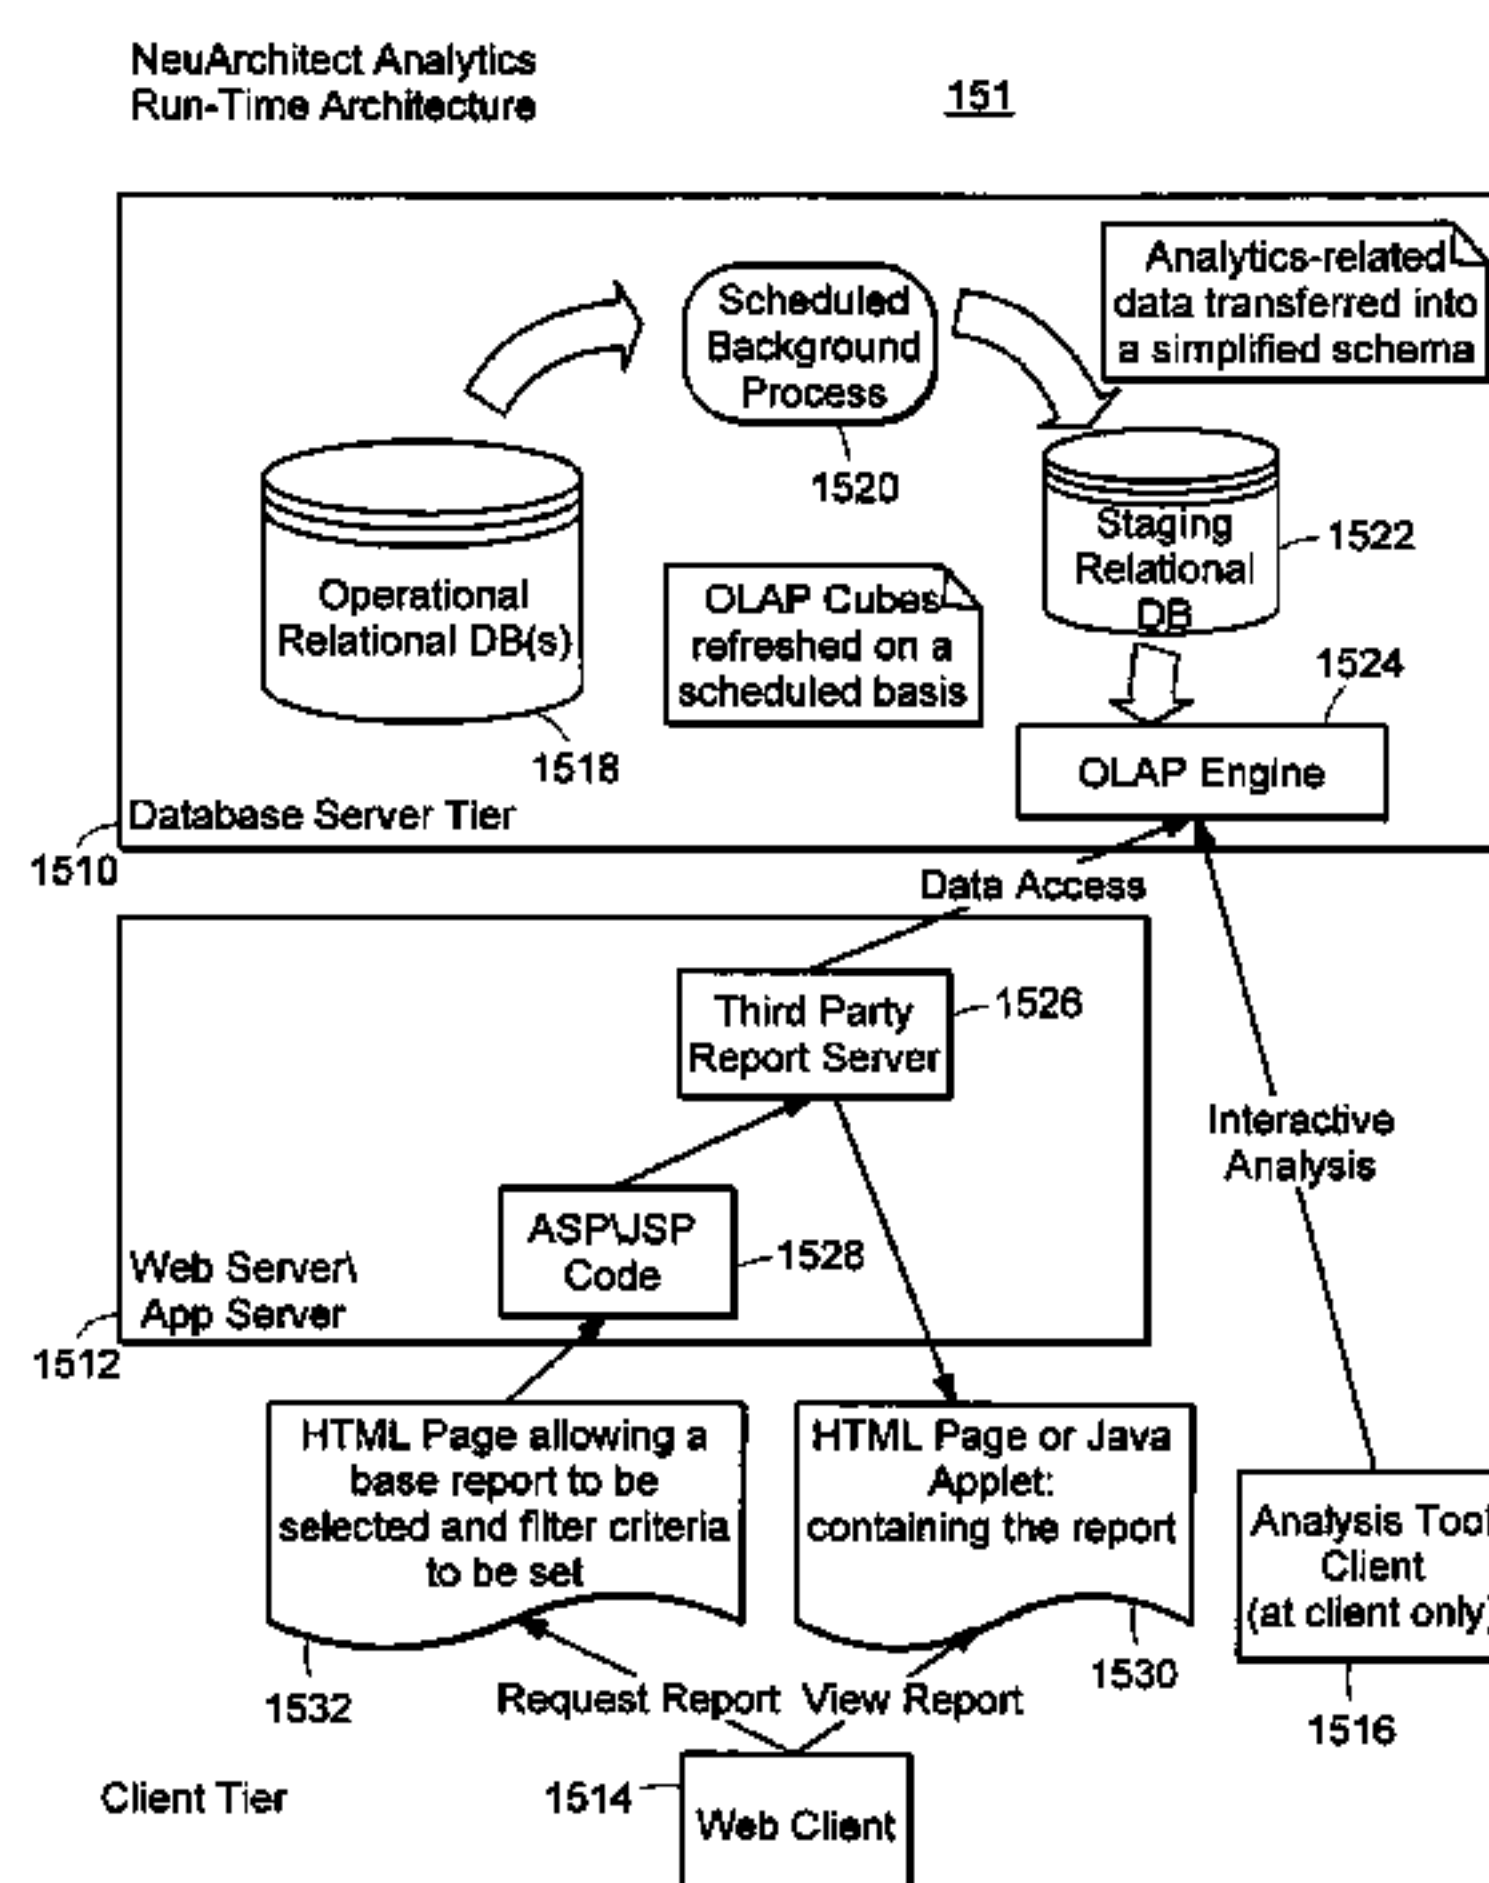 NeuArchitect Analytics
Run-Time Architecture
151
Analytics-related
data transferred into
a simplified schema
Scheduled
Background
Process
1520
Staging
Relational
DB
1522
Operational
Relational DB(s)
1518
OLAP Cubes
refreshed on a
scheduled basis
1524
OLAP Engine
Database Server Tier
1510
Data Access
Third Party
Report Server
1526
Interactive
Analysis
ASP\JSP
Code
1528
Web Server\
App Server
1512
HTML Page allowing a
base report to be
selected and filter criteria
to be set
1532
HTML Page or Java
Applet:
containing the report
1530
Analysis Tool
Client
(at client only)
1516
Request Report
View Report
Client Tier
1514
Web Client